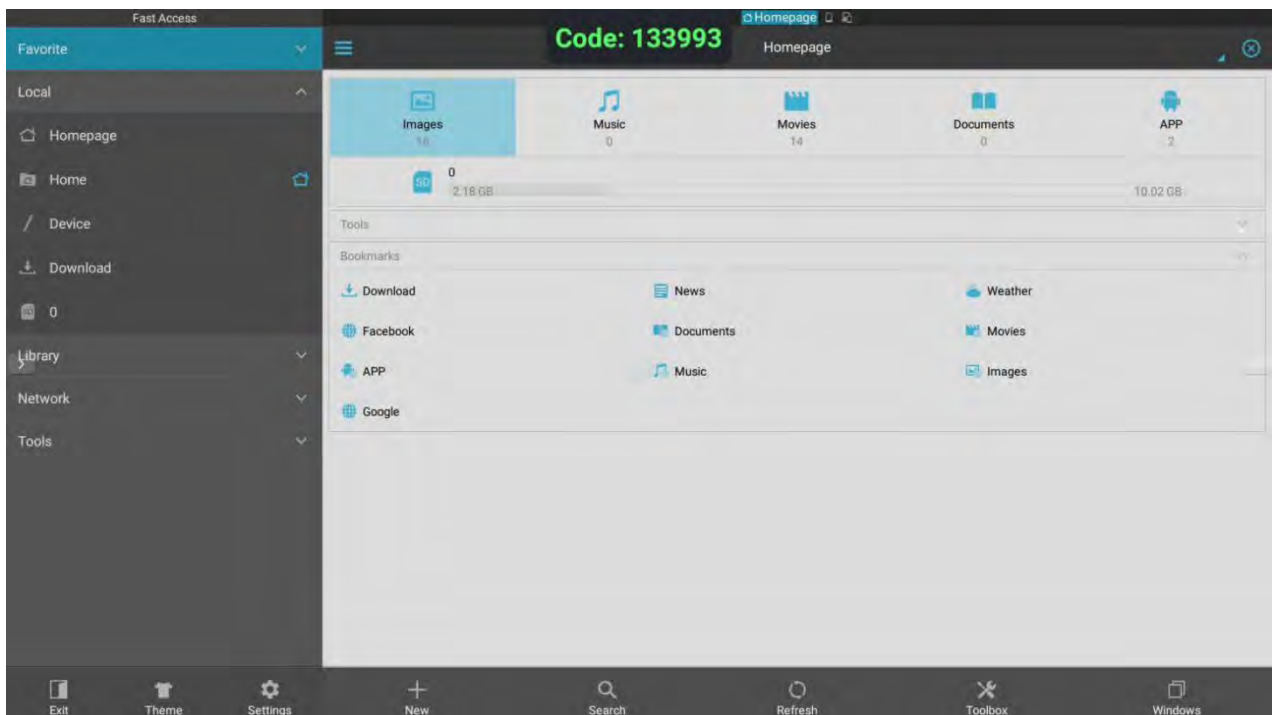 Fast Access
Homepage
Favorite
Code: 133993
Homepage
Local
Homepage
Home
Device
Download
0
Library
Network
Tools
Images
16
Music
0
Movies
14
Documents
0
APP
2
SD
0
2.18 GB
10.02 GB
Tools
Bookmarks
Download
News
Weather
Facebook
Documents
Movies
APP
Music
Images
Google
Exit
Theme
Settings
New
Search
Refresh
Toolbox
Windows